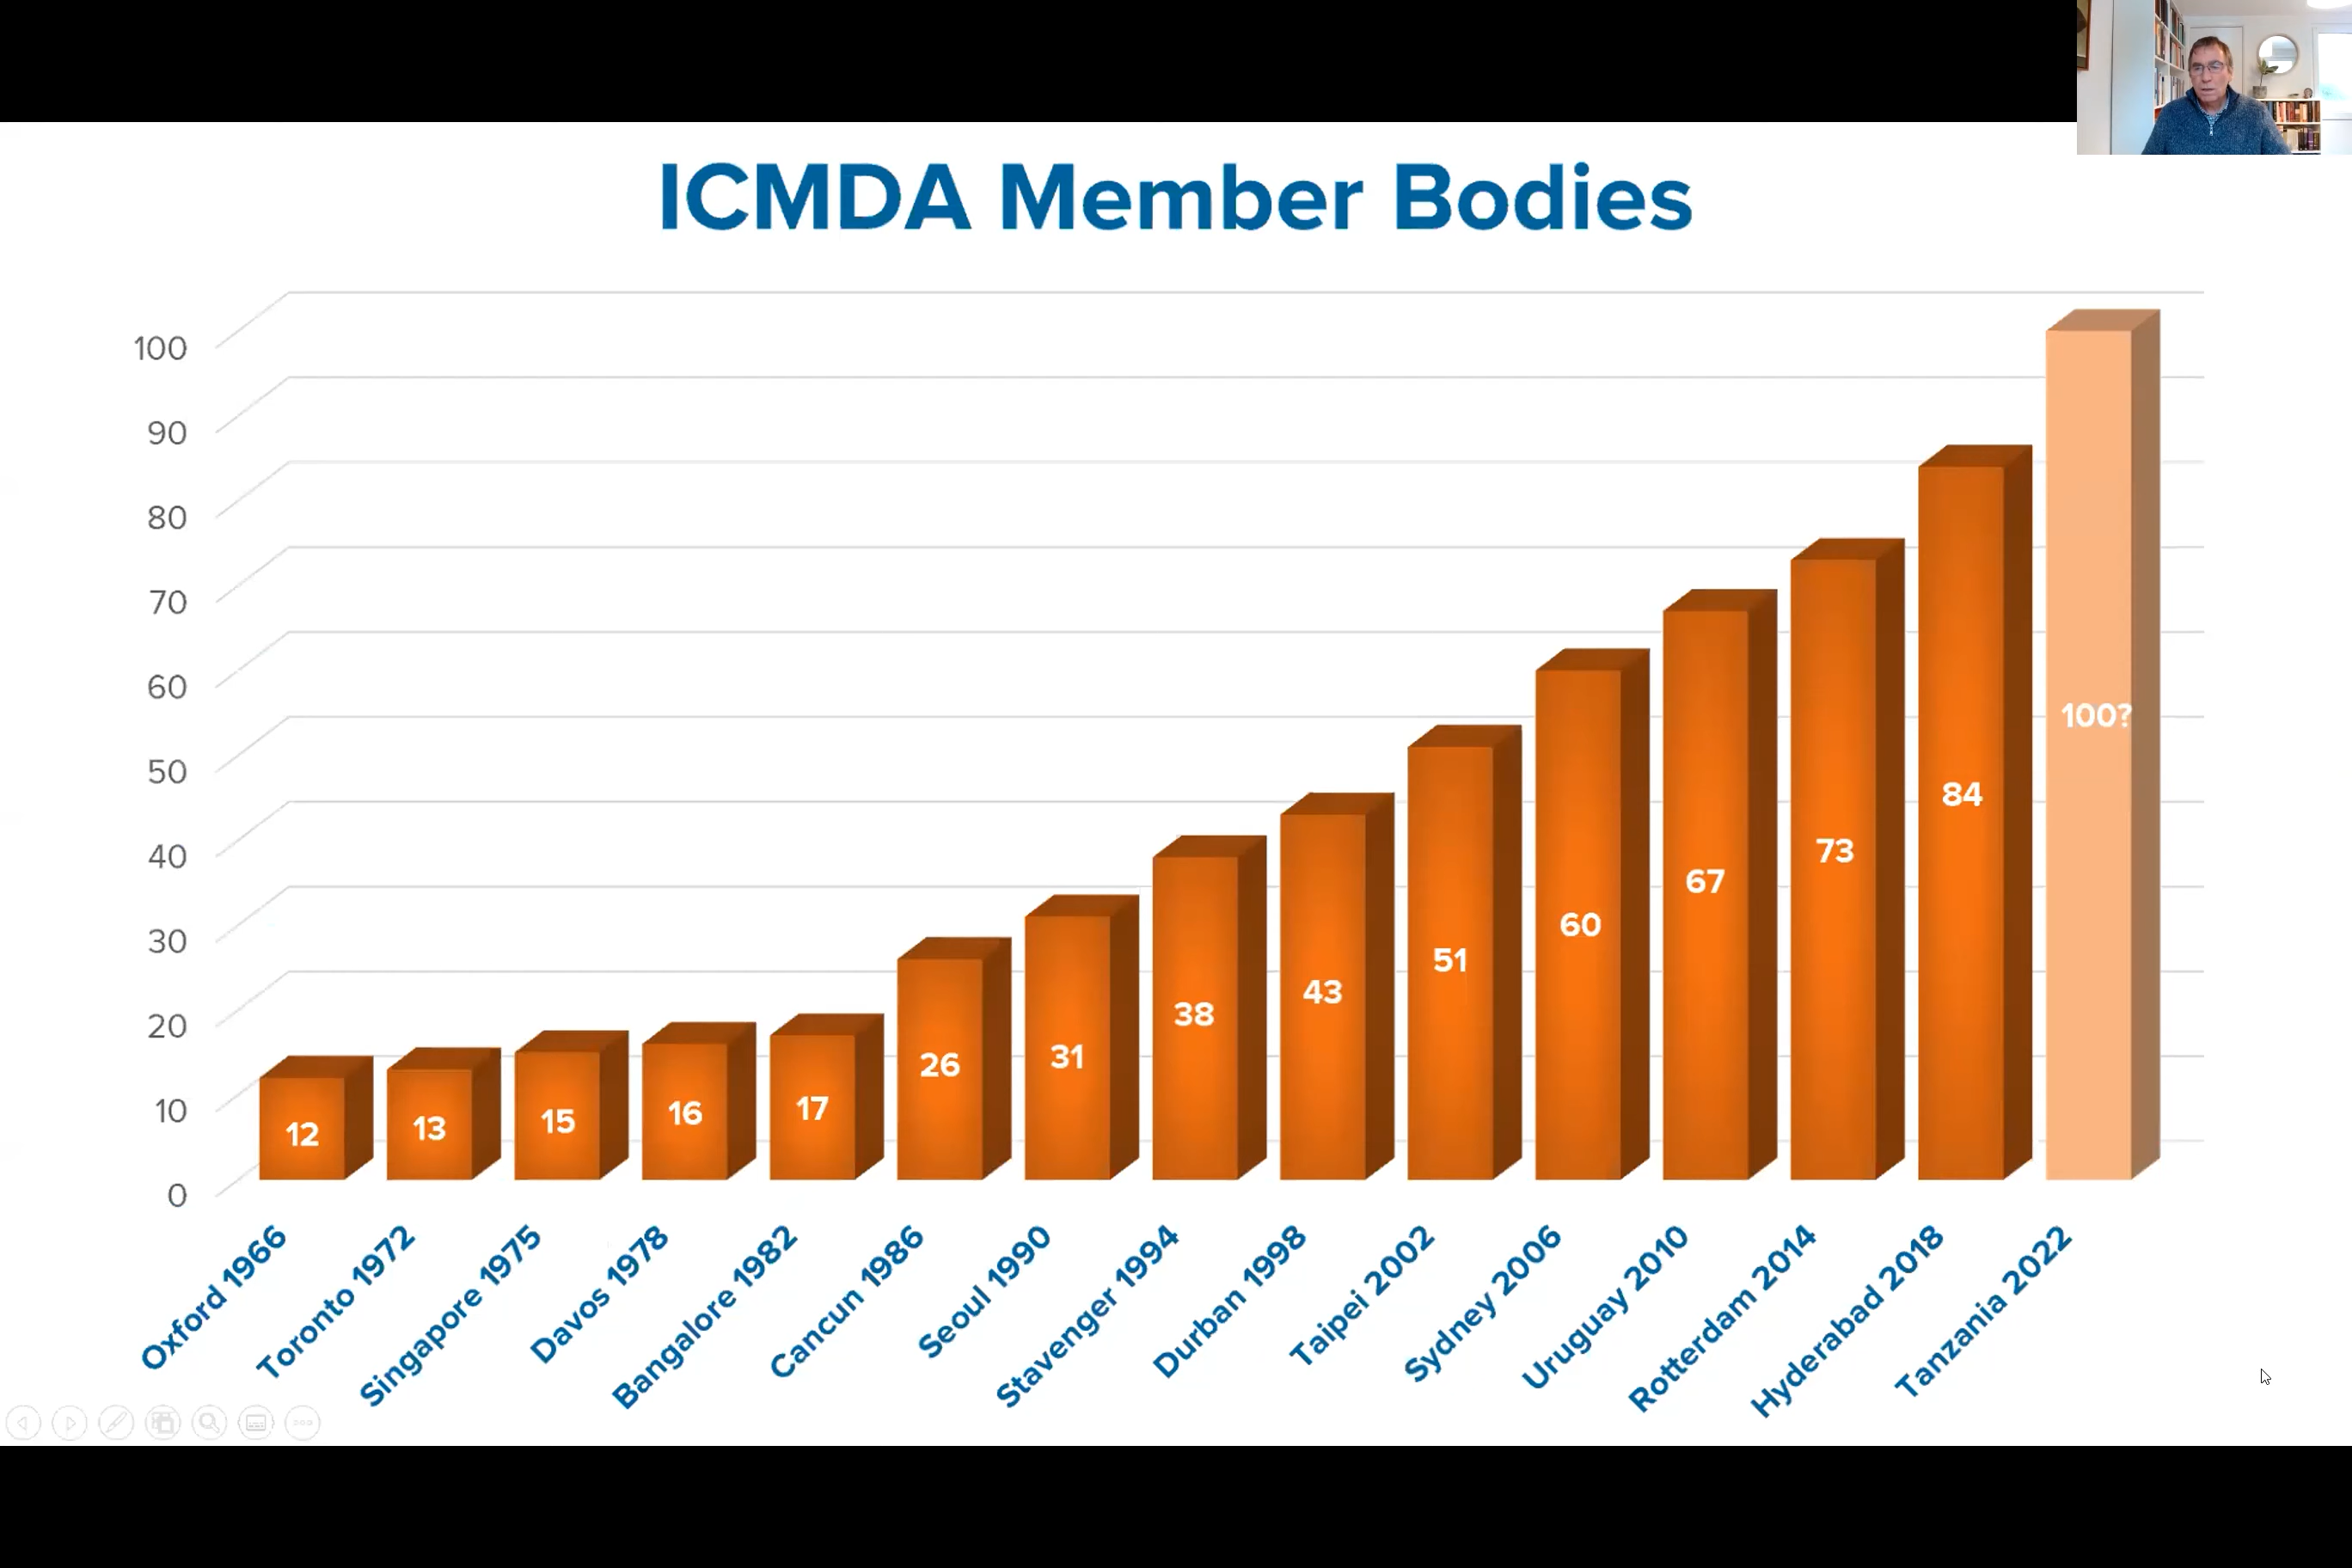 ICMDA Member Bodies
100
90
80
70
60
50
40
30
20
10
0
12
13
15
16
17
26
31
38
43
51
60
67
73
84
100?
Oxford 1966
Toronto 1972
Singapore 1975
Davos 1978
Bangalore 1982
Cancun 1986
Seoul 1990
Stavenger 1994
Durban 1998
Taipei 2002
Sydney 2006
Uruguay 2010
Rotterdam 2014
Hyderabad 2018
Tanzania 2022